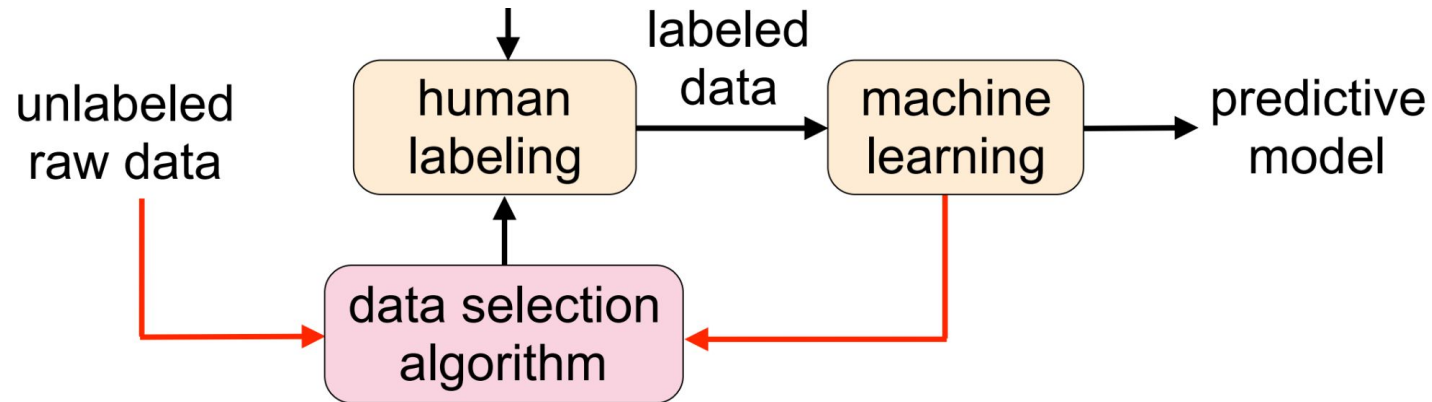 unlabeled
raw data
human
labeling
labeled
data
machine
learning
predictive
model
data selection
algorithm